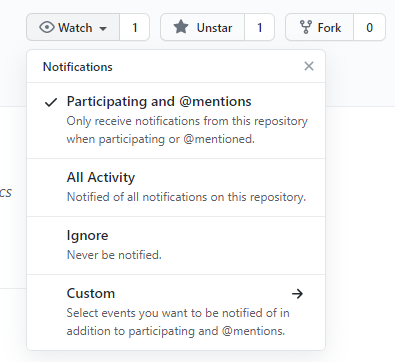 Watch 1 Unstar 1 Fork 0
Notifications
Participating and @mentions
Only receive notifications from this repository
when participating or @mentioned.
All Activity
Notified of all notifications on this repository.
Ignore
Never be notified.
Custom
Select events you want to be notified of in
addition to participating and @mentions.
cs